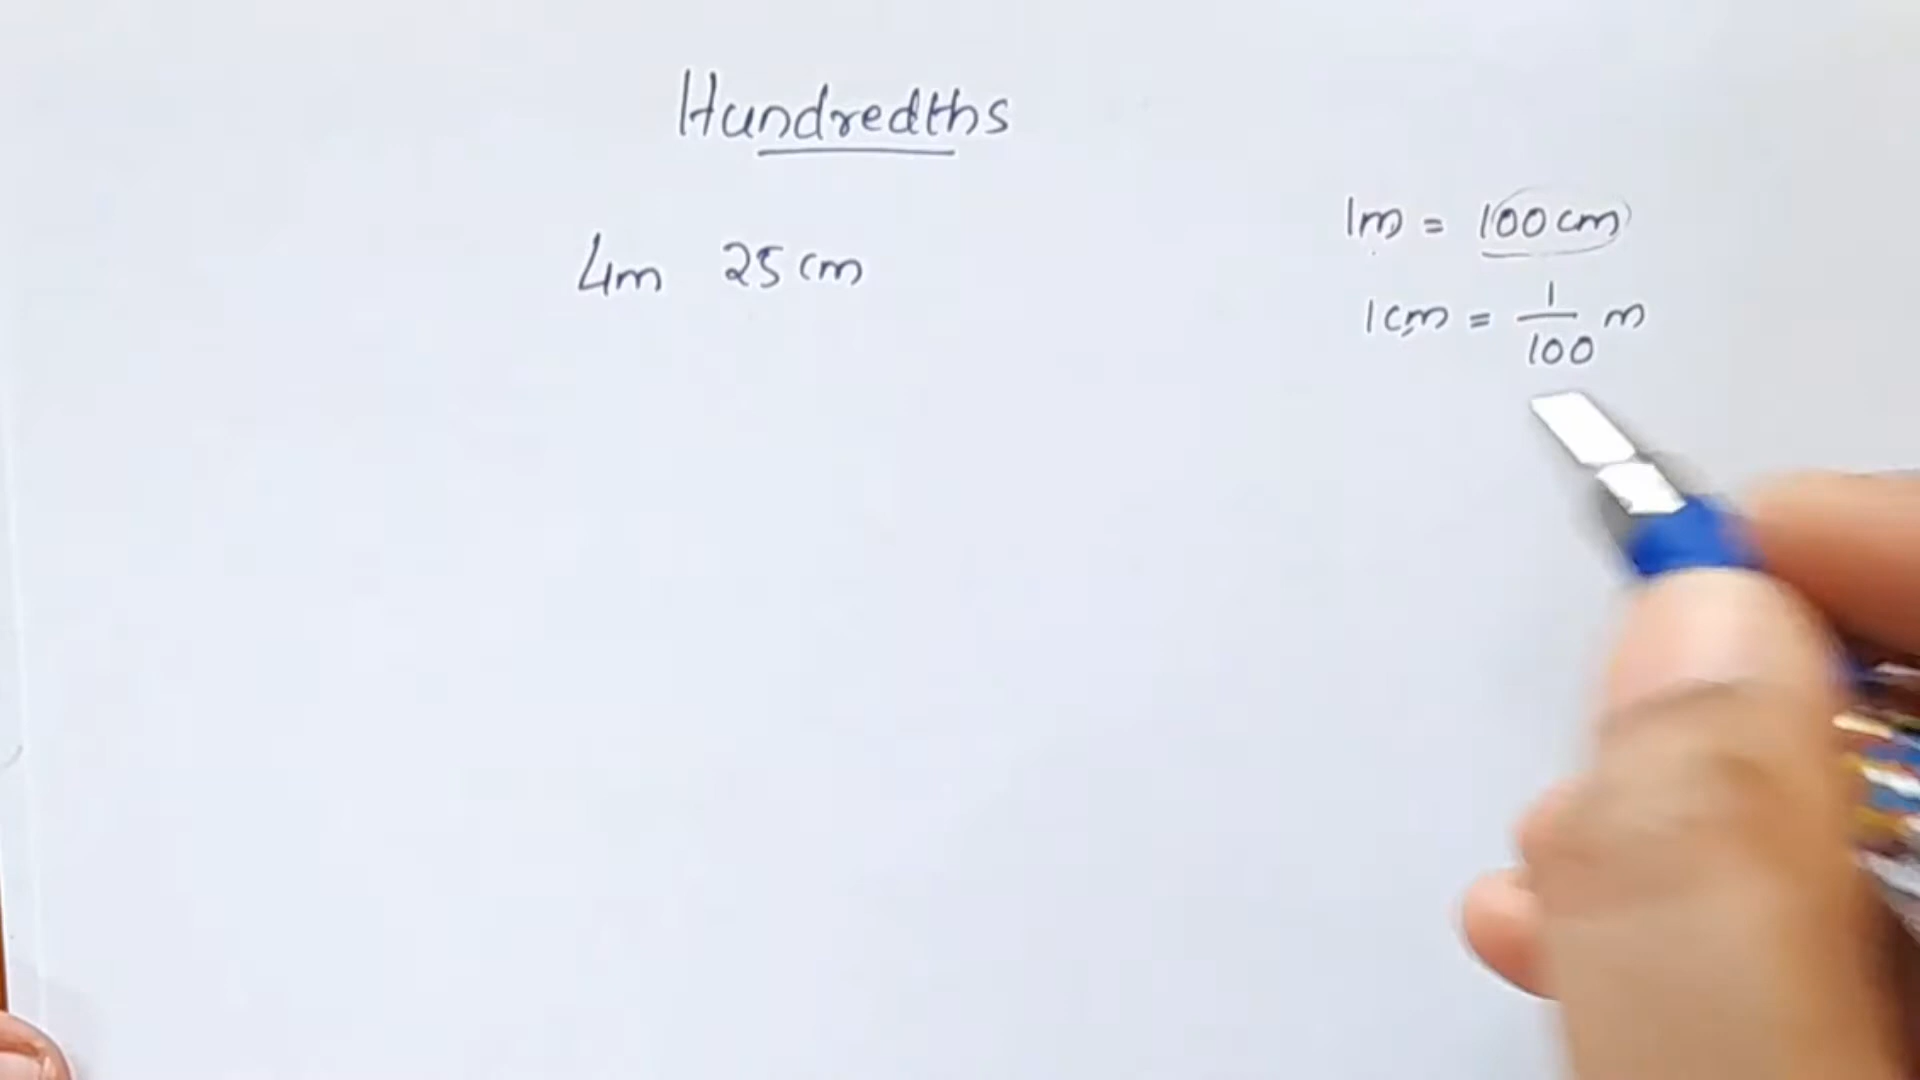 Hundredths
4m 25cm
1m = 100cm
1cm = 1/100 m